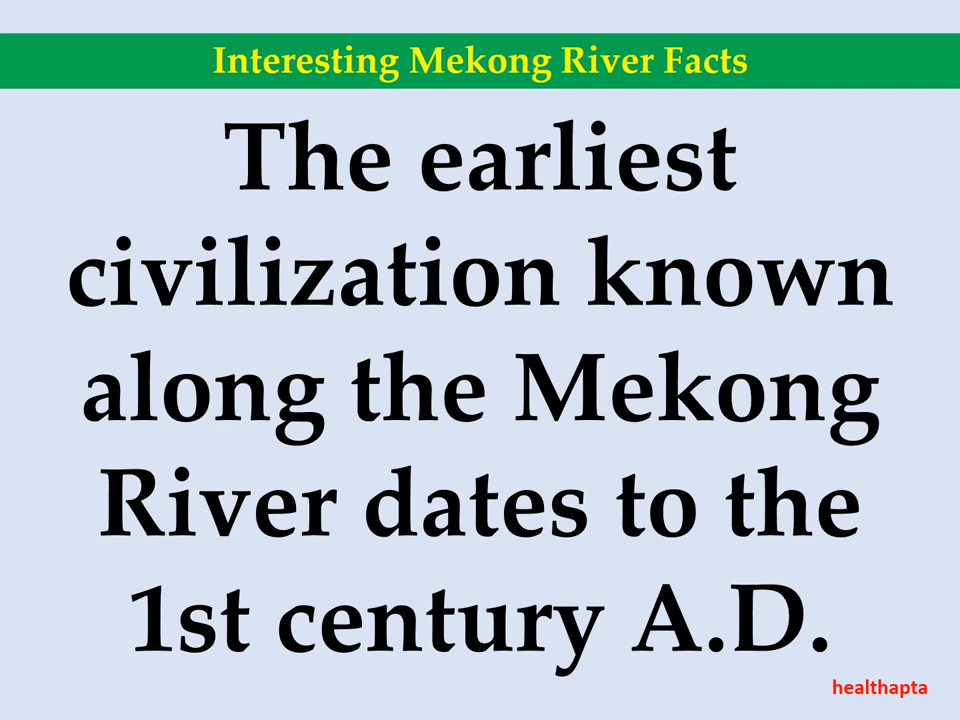 Interesting Mekong River Facts
The earliest
civilization known
along the Mekong
River dates to the
1st century A.D.
healthapta